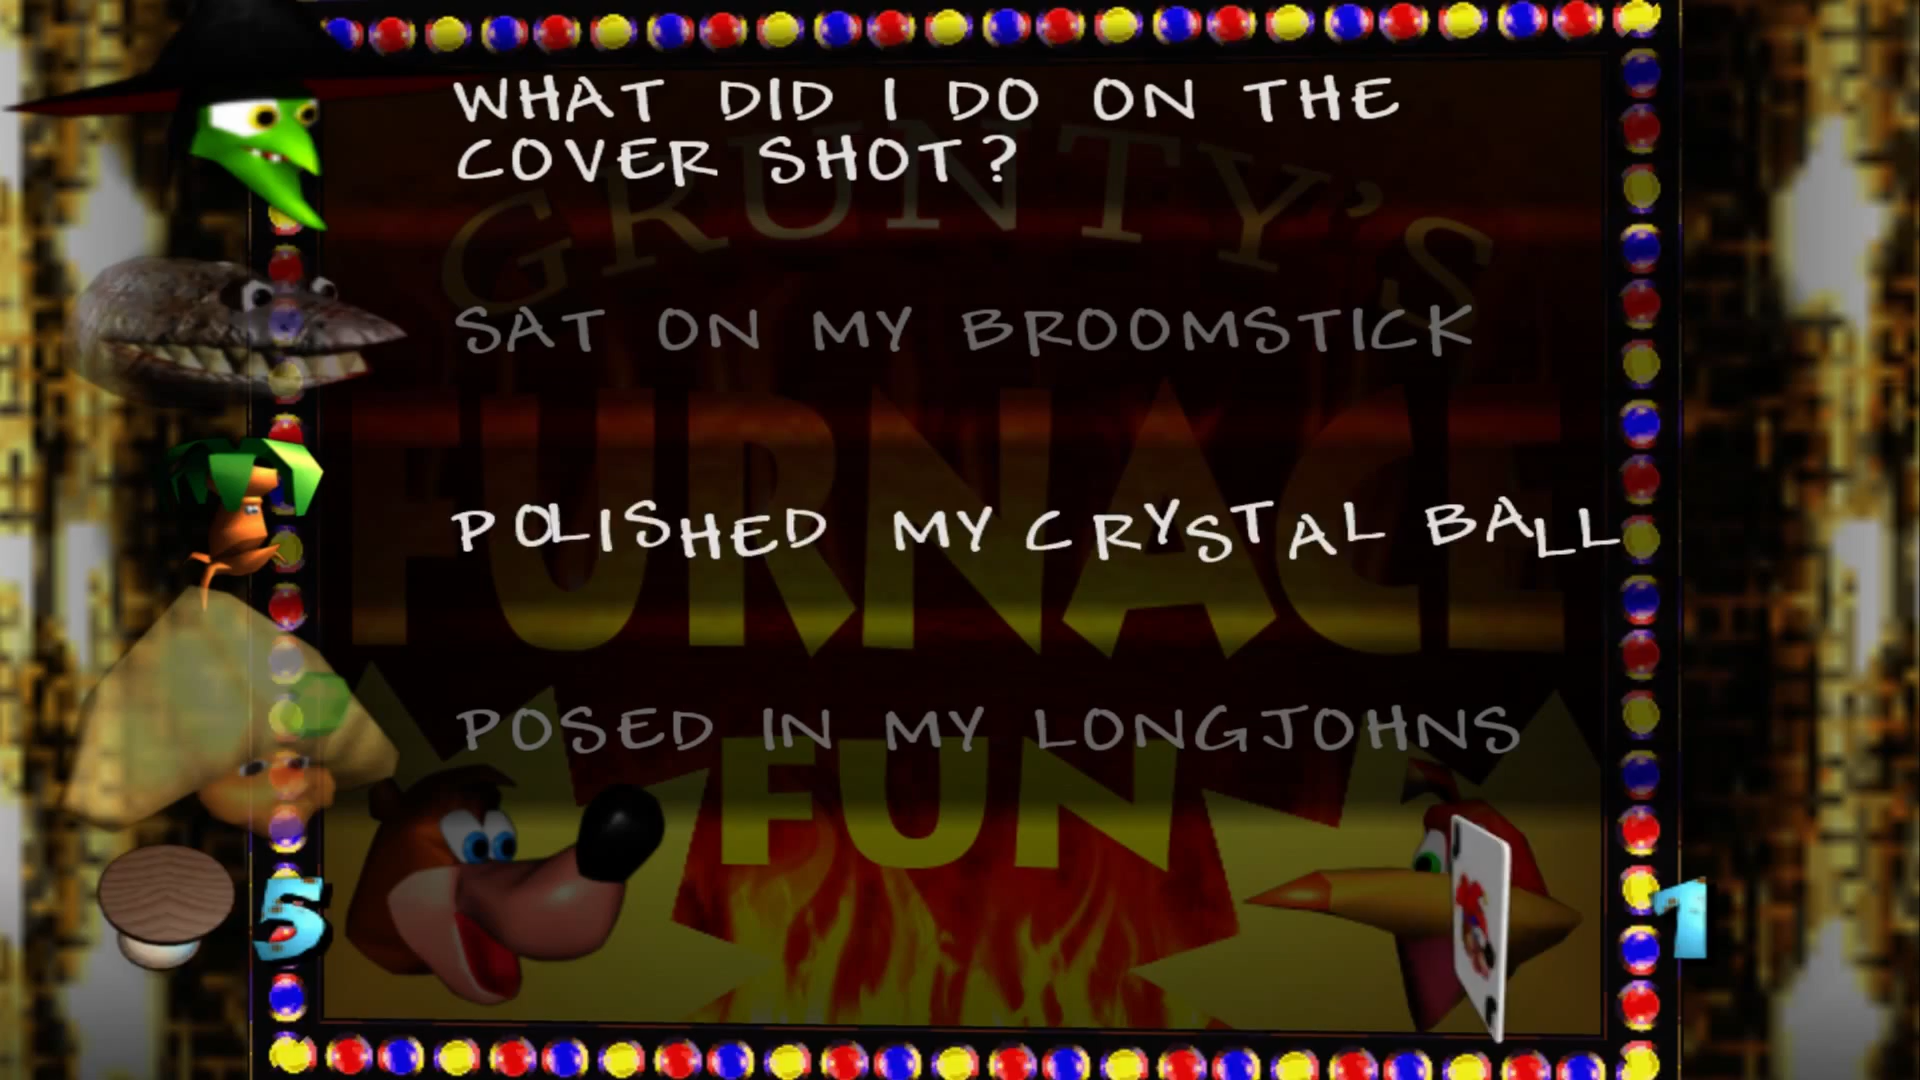 WHAT DID I DO ON THE
COVER SHOT?
GRUNTY'S
SAT ON MY BROOMSTICK
FURNACE
POLISHED MY CRYSTAL BALL
POSED IN MY LONGJOHNS
FUN
5
1